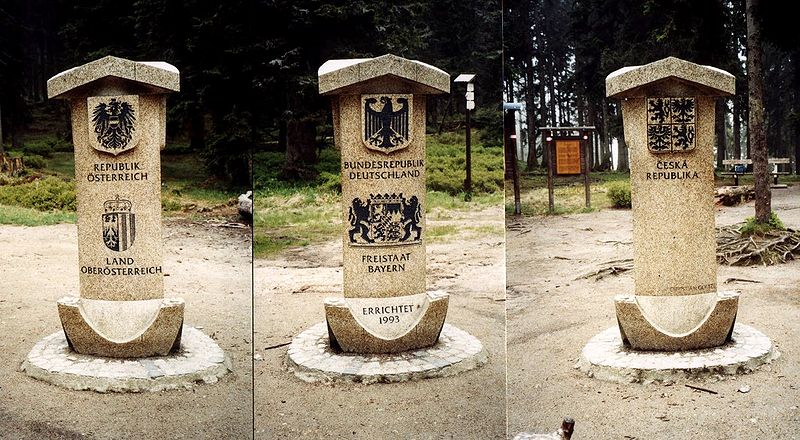 REPUBLIK
ÖSTERREICH
LAND
OBERÖSTERREICH
BUNDESREPUBLIK
DEUTSCHLAND
FREISTAAT
BAYERN
ERRICHTET
1993
ČESKÁ
REPUBLIKA